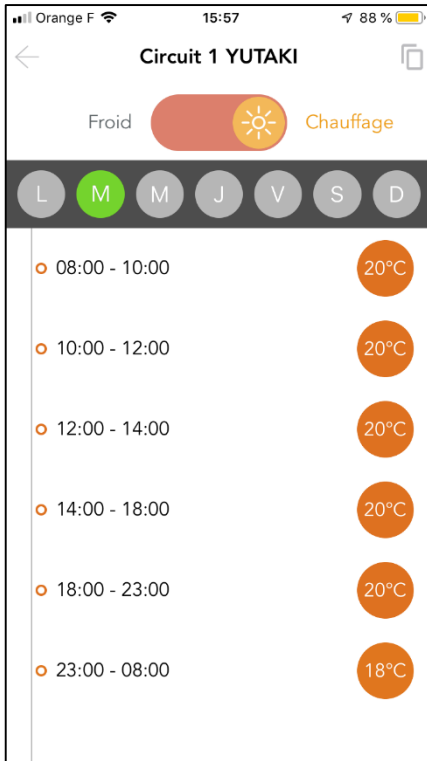 Orange F 15:57 88 %
Circuit 1 YUTAKI
Froid Chauffage
L M M J V S D
08:00 - 10:00 20°C
10:00 - 12:00 20°C
12:00 - 14:00 20°C
14:00 - 18:00 20°C
18:00 - 23:00 20°C
23:00 - 08:00 18°C